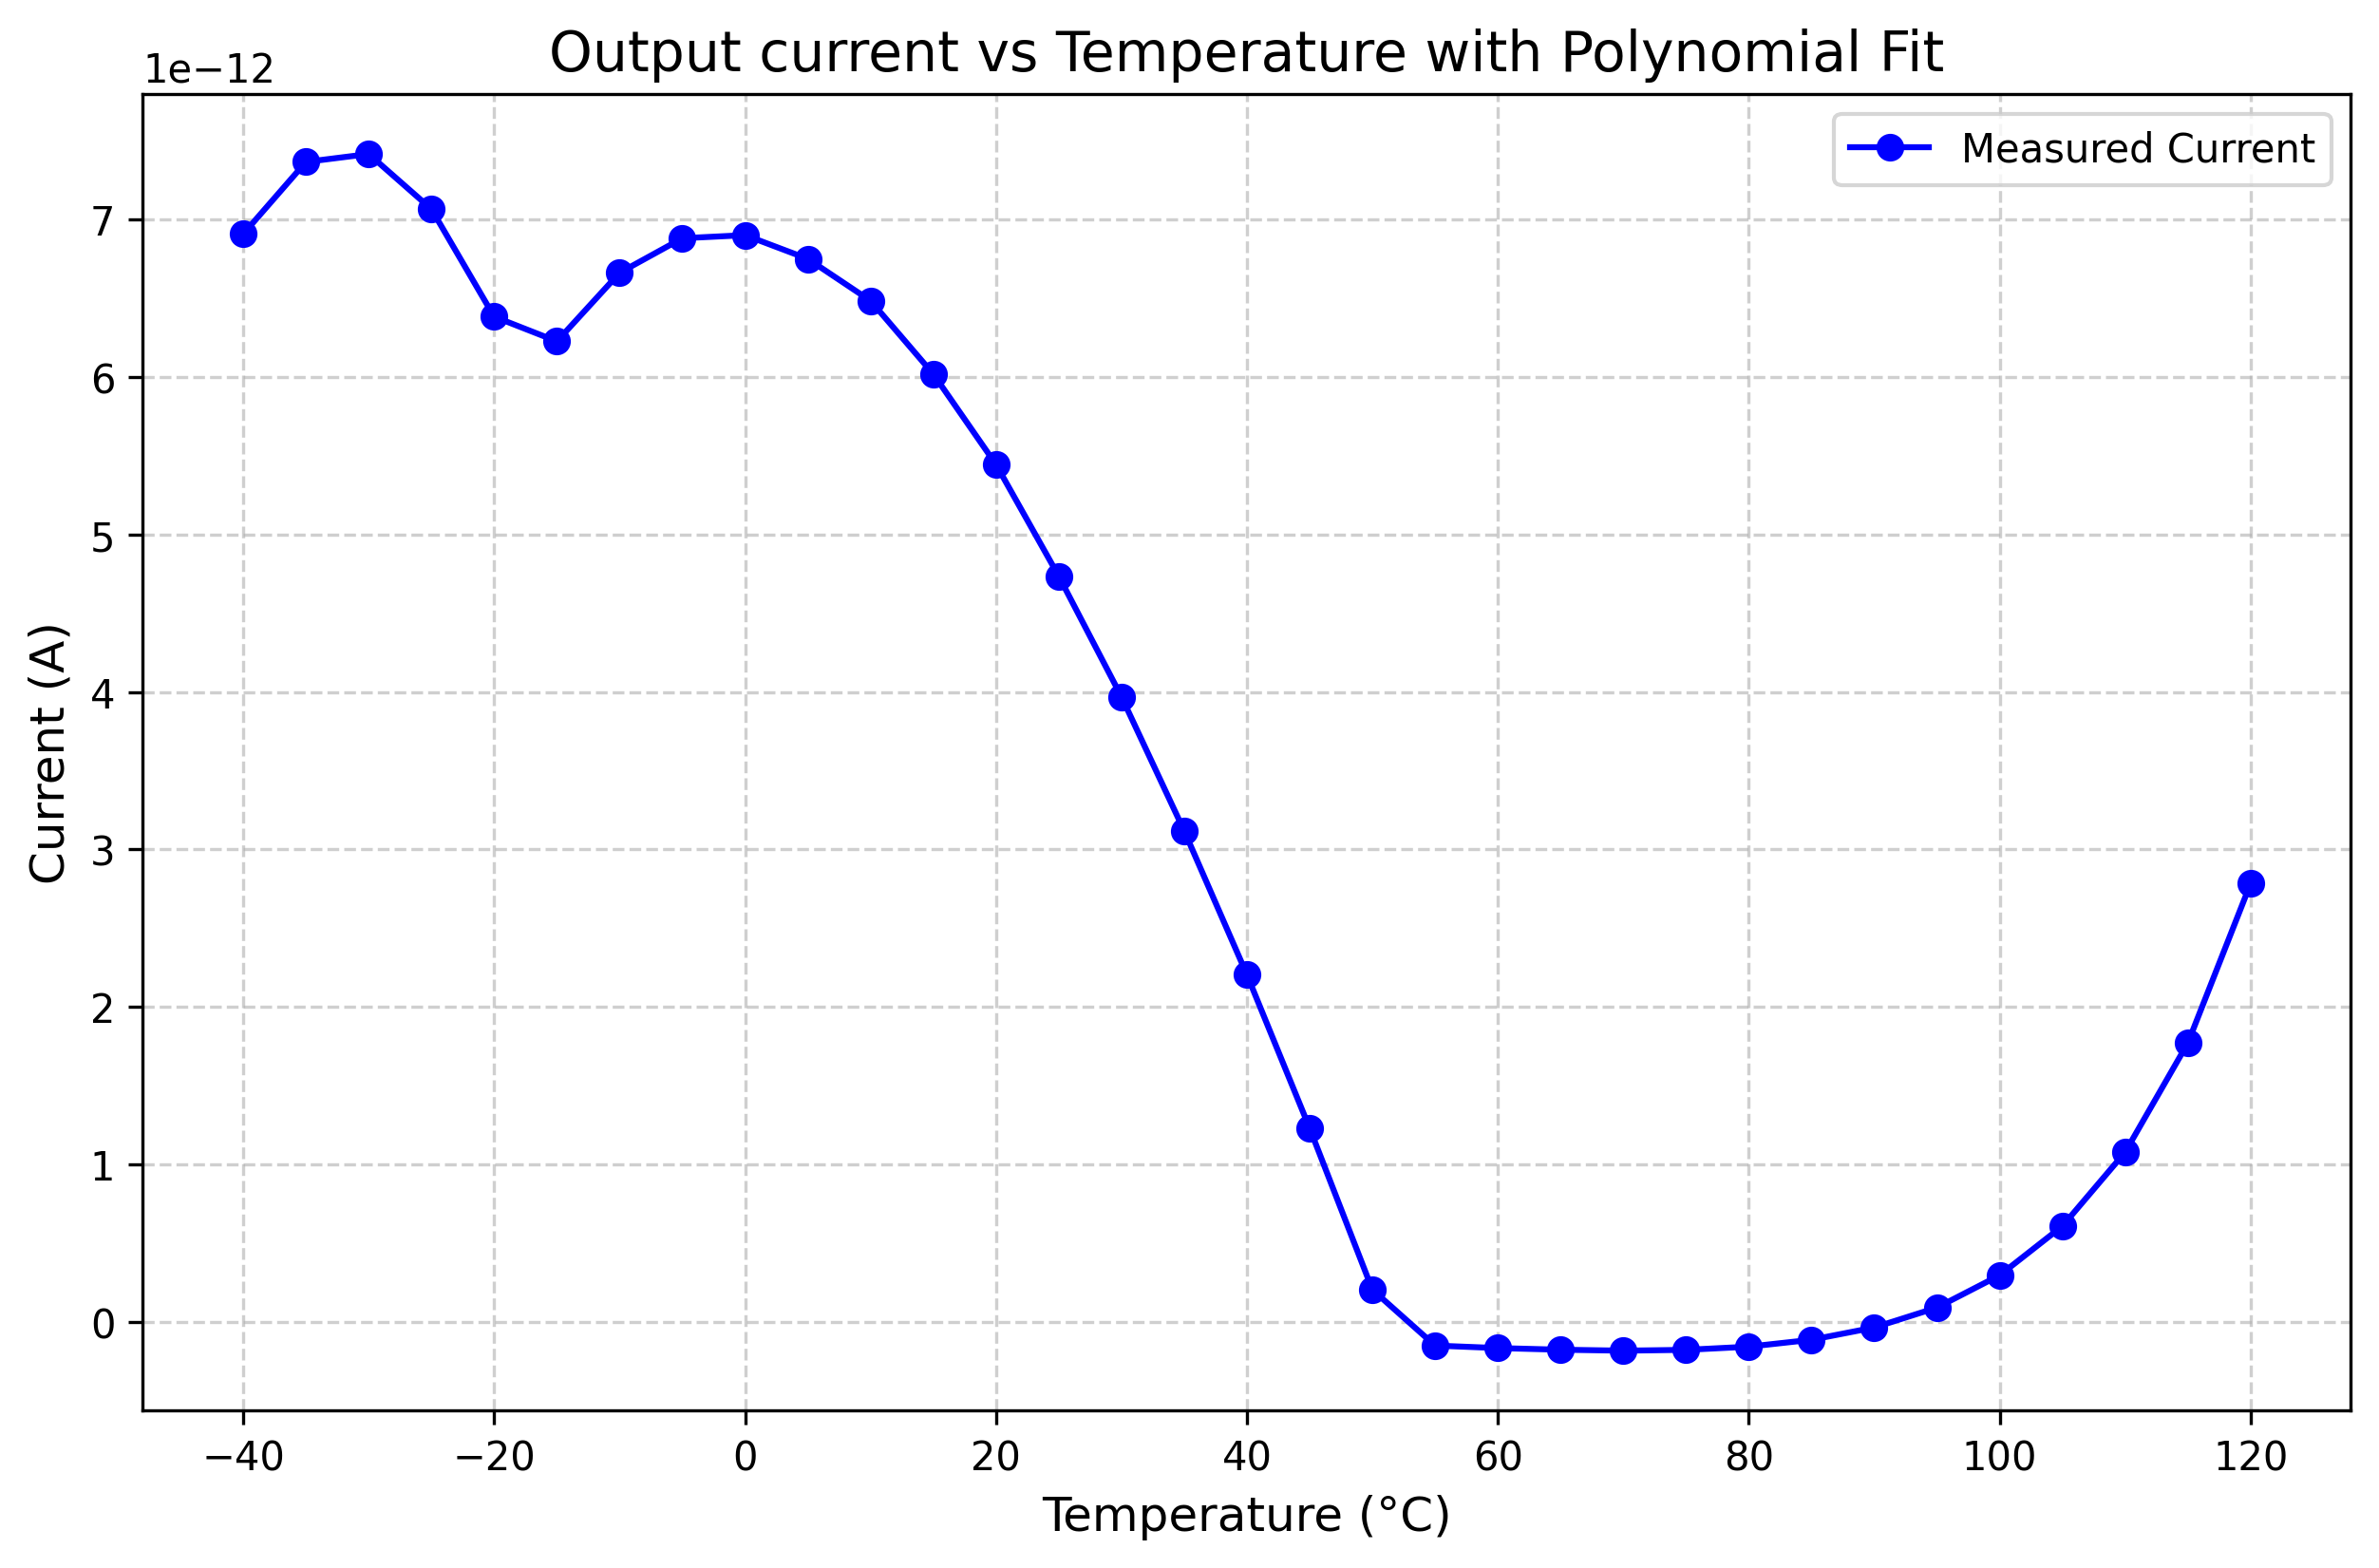 Output current vs Temperature with Polynomial Fit
1e−12
Measured Current
7
6
5
4
3
2
1
0
Current (A)
−40 −20 0 20 40 60 80 100 120
Temperature (°C)